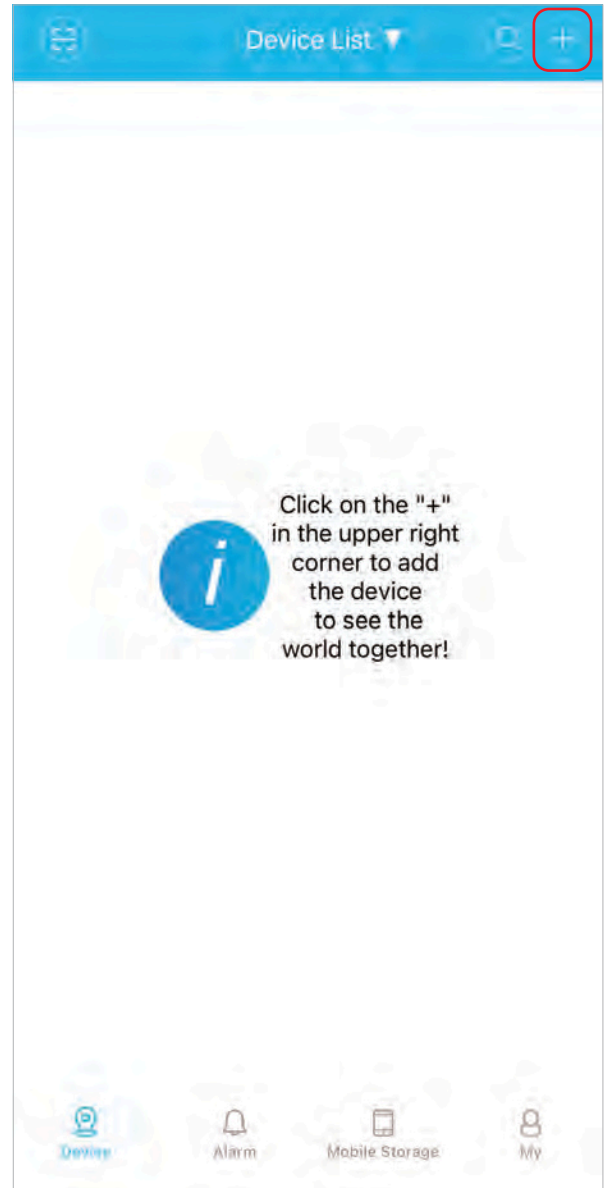 Device List ▼
+
i
Click on the "+"
in the upper right
corner to add
the device
to see the
world together!
Device
Alarm
Mobile Storage
My